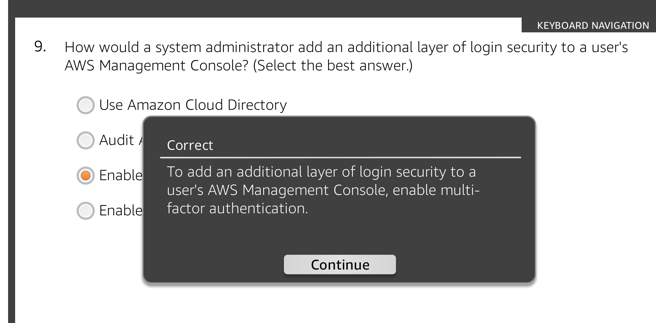 KEYBOARD NAVIGATION
9. How would a system administrator add an additional layer of login security to a user's
AWS Management Console? (Select the best answer.)
Use Amazon Cloud Directory
Audit
Enable
Enable
Correct
To add an additional layer of login security to a
user's AWS Management Console, enable multi-
factor authentication.
Continue